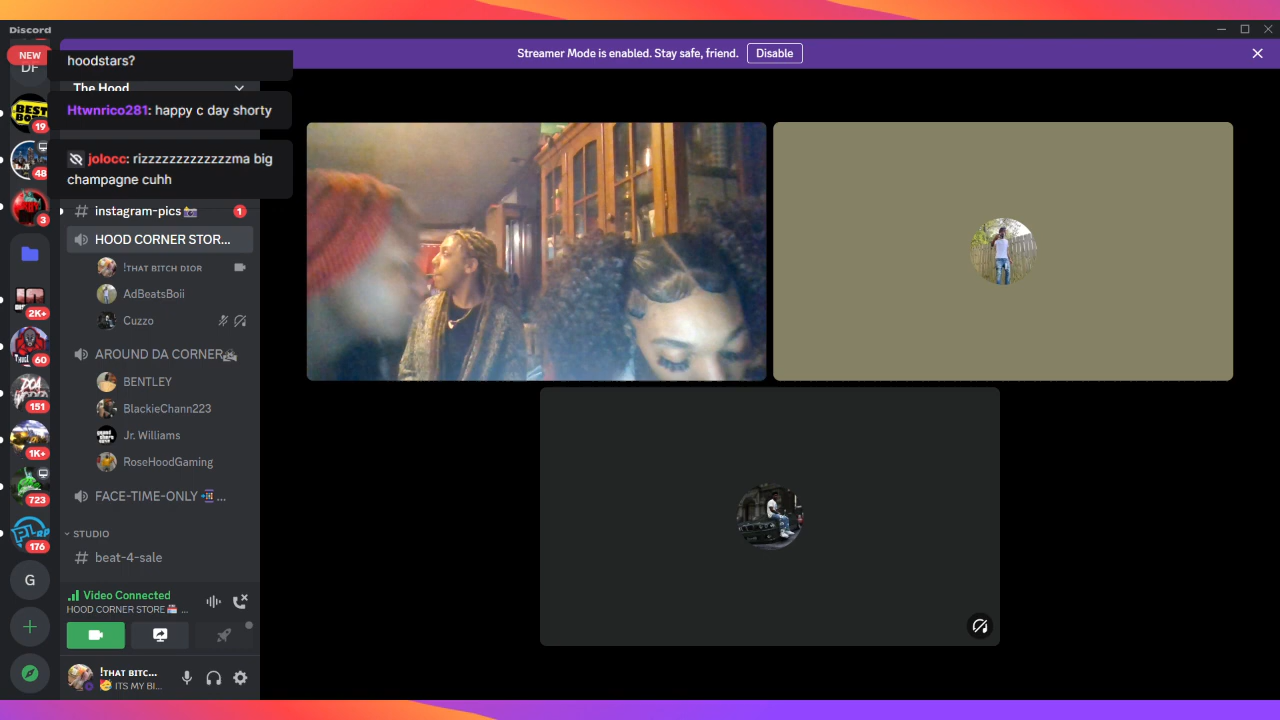 Discord
NEW
DF
hoodstars?
The Hood
Htwnrico281: happy c day shorty
jolocc: rizzzzzzzzzzzzzma big
champagne cuhh
Streamer Mode is enabled. Stay safe, friend.
Disable
BEST
19
48
3
2K+
60
151
1K+
723
176
G
instagram-pics
1
HOOD CORNER STOR...
!THAT BITCH DIOR
AdBeatsBoii
Cuzzo
AROUND DA CORNER
BENTLEY
BlackieChann223
Jr. Williams
RoseHoodGaming
FACE-TIME-ONLY ...
STUDIO
beat-4-sale
Video Connected
HOOD CORNER STORE ...
!THAT BITC...
ITS MY BI...